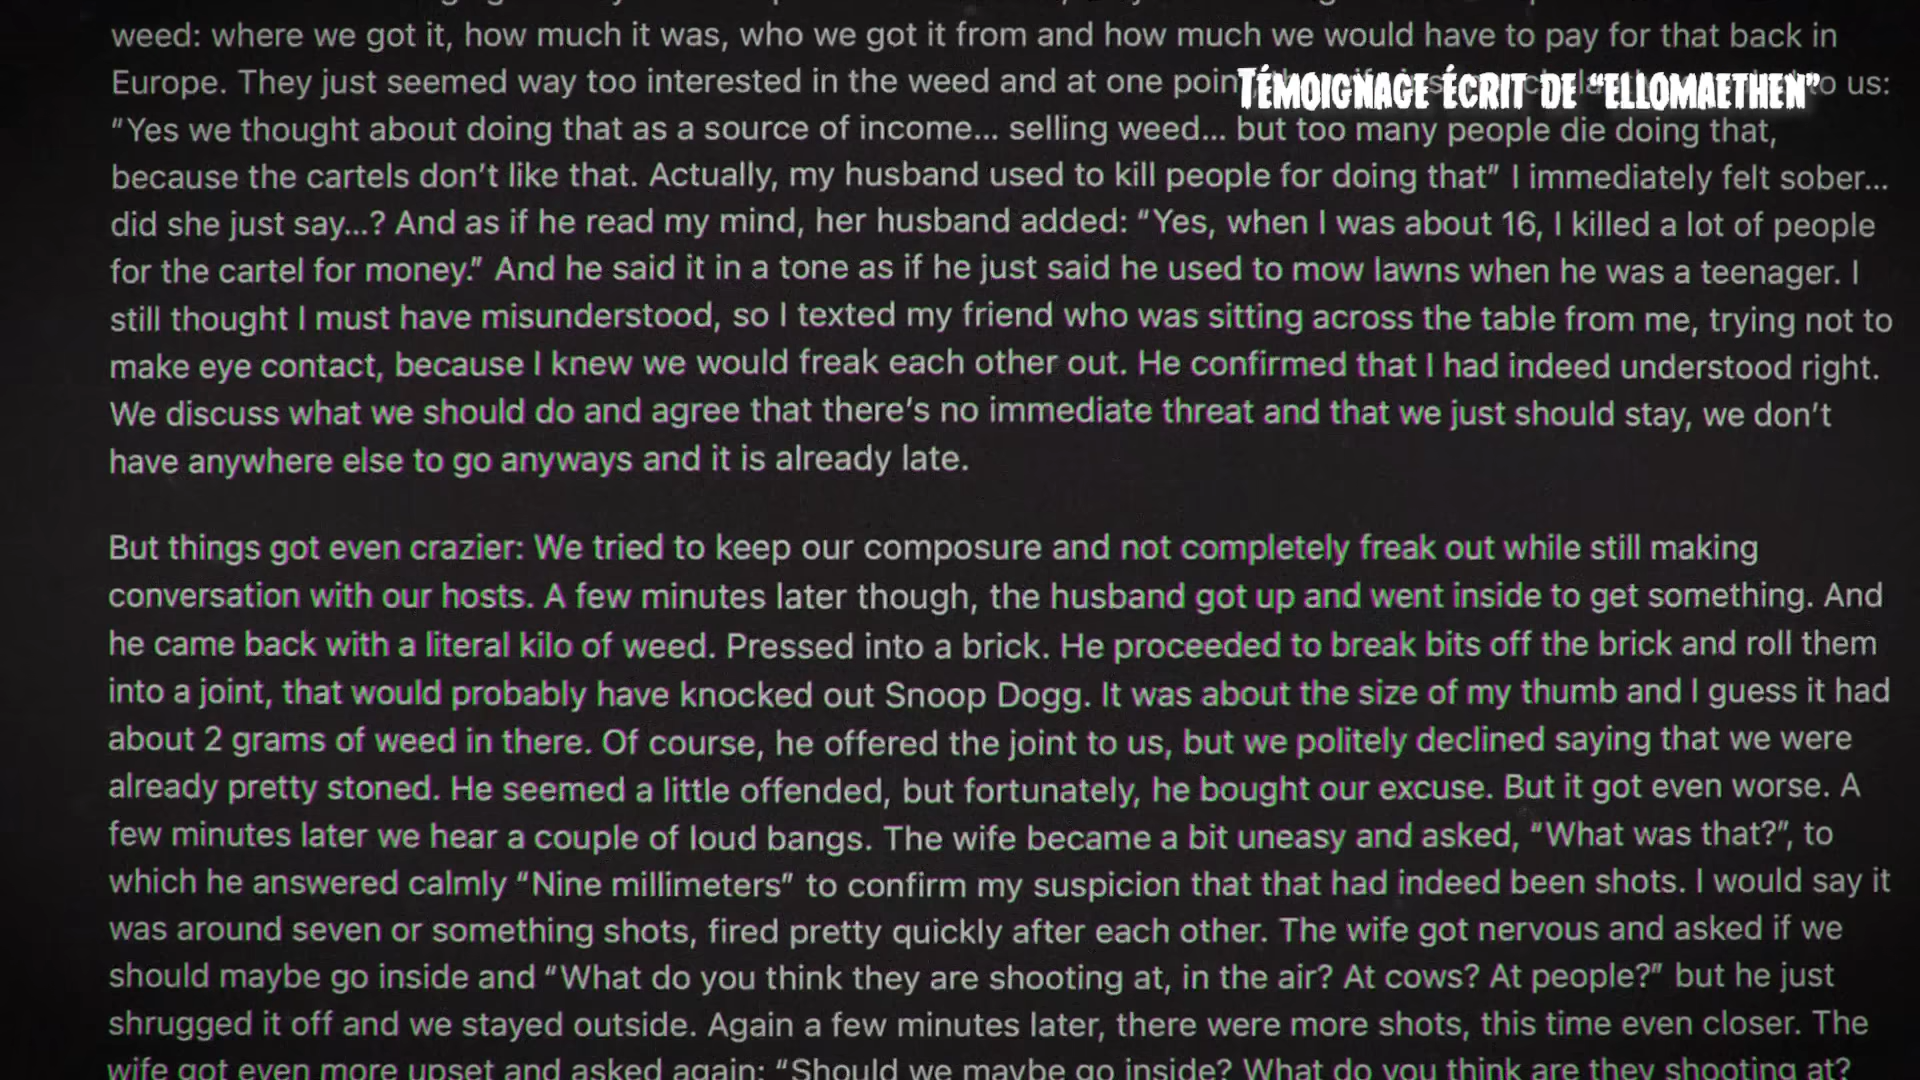 weed: where we got it, how much it was, who we got it from and how much we would have to pay for that back in
Europe. They just seemed way too interested in the weed and at one poin to us:
TÉMOIGNAGE ÉCRIT DE “ELLOMAETHEN”
“Yes we thought about doing that as a source of income... selling weed... but too many people die doing that,
because the cartels don’t like that. Actually, my husband used to kill people for doing that” I immediately felt sober...
did she just say...? And as if he read my mind, her husband added: “Yes, when I was about 16, I killed a lot of people
for the cartel for money.” And he said it in a tone as if he just said he used to mow lawns when he was a teenager. I
still thought I must have misunderstood, so I texted my friend who was sitting across the table from me, trying not to
make eye contact, because I knew we would freak each other out. He confirmed that I had indeed understood right.
We discuss what we should do and agree that there’s no immediate threat and that we just should stay, we don’t
have anywhere else to go anyways and it is already late.
But things got even crazier: We tried to keep our composure and not completely freak out while still making
conversation with our hosts. A few minutes later though, the husband got up and went inside to get something. And
he came back with a literal kilo of weed. Pressed into a brick. He proceeded to break bits off the brick and roll them
into a joint, that would probably have knocked out Snoop Dogg. It was about the size of my thumb and I guess it had
about 2 grams of weed in there. Of course, he offered the joint to us, but we politely declined saying that we were
already pretty stoned. He seemed a little offended, but fortunately, he bought our excuse. But it got even worse. A
few minutes later we hear a couple of loud bangs. The wife became a bit uneasy and asked, “What was that?”, to
which he answered calmly “Nine millimeters” to confirm my suspicion that that had indeed been shots. I would say it
was around seven or something shots, fired pretty quickly after each other. The wife got nervous and asked if we
should maybe go inside and “What do you think they are shooting at, in the air? At cows? At people?” but he just
shrugged it off and we stayed outside. Again a few minutes later, there were more shots, this time even closer. The
wife got even more upset and asked again: “Should we maybe go inside? What do you think are they shooting at?